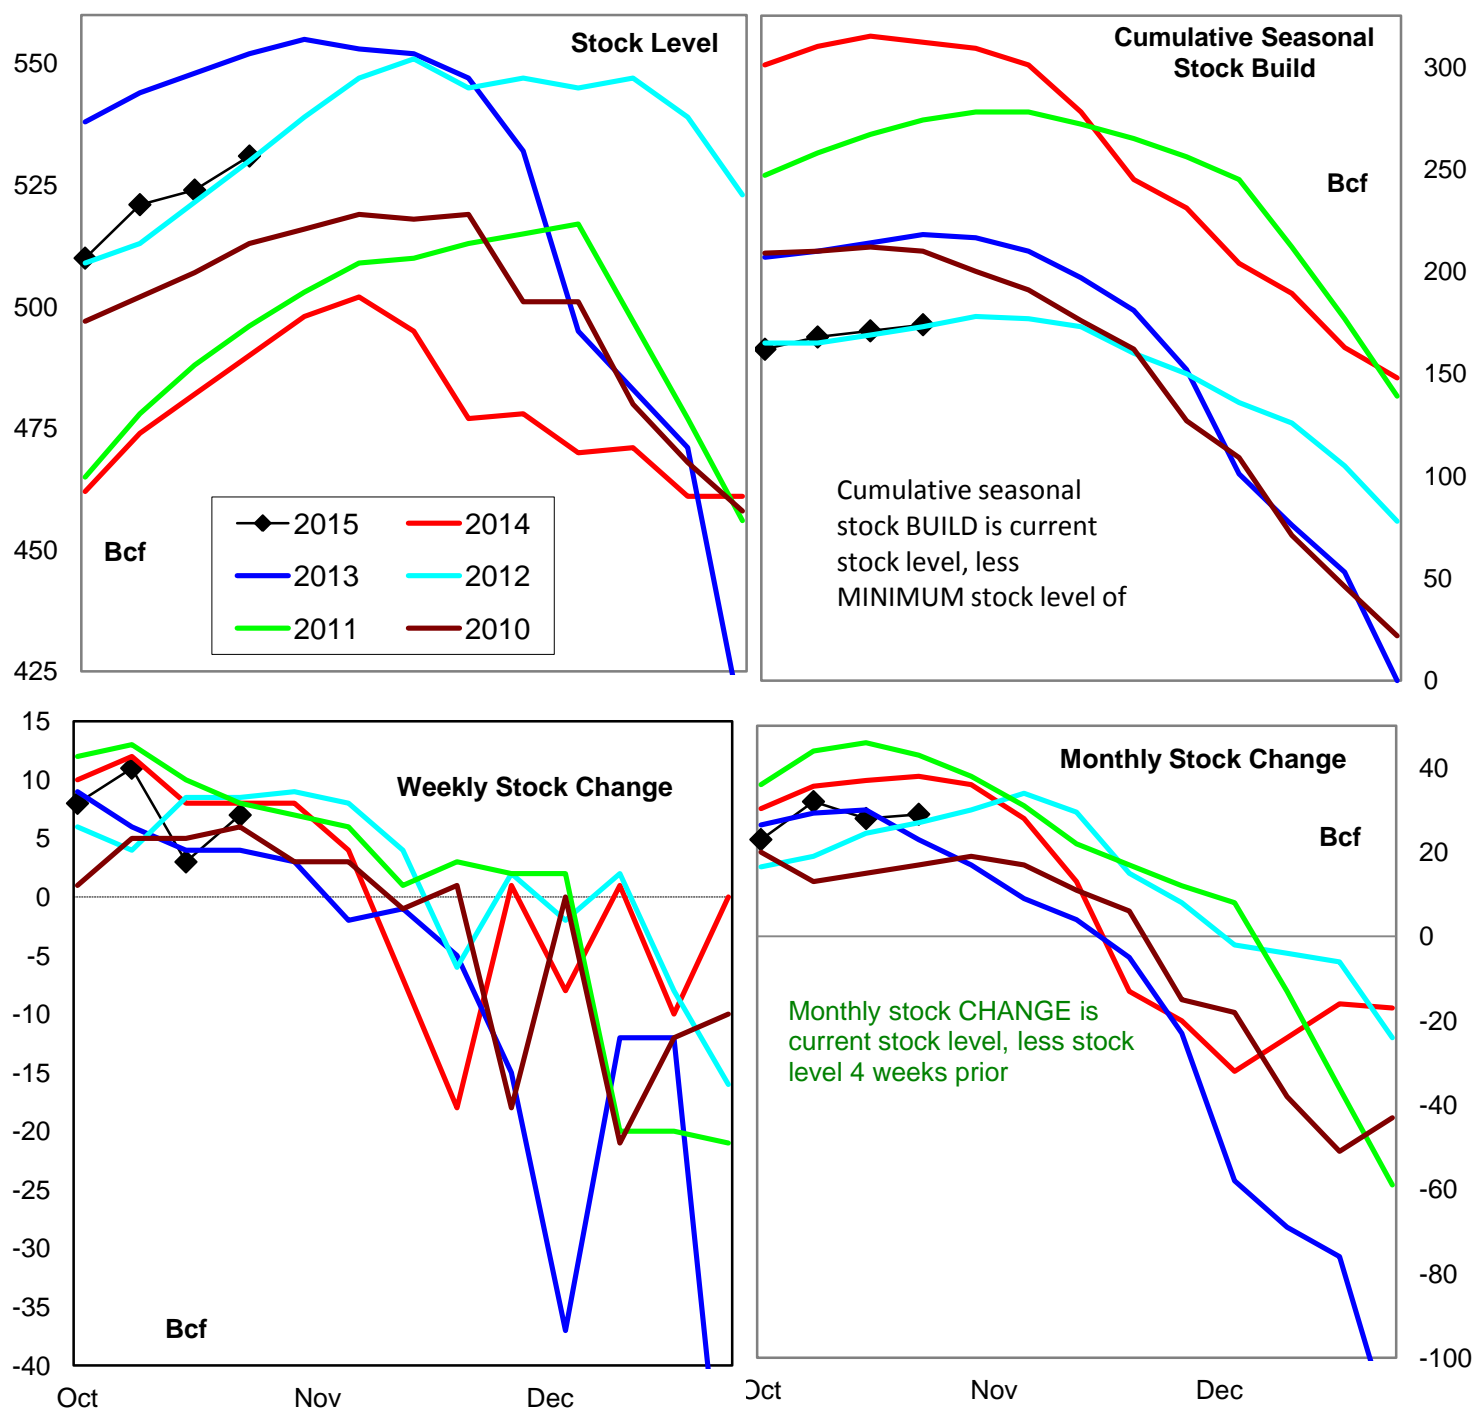 Stock Level
550
525
500
475
450
425
Bcf
2015
2014
2013
2012
2011
2010
Cumulative Seasonal
Stock Build
Bcf
300
250
200
150
100
50
0
Cumulative seasonal
stock BUILD is current
stock level, less
MINIMUM stock level of
Weekly Stock Change
15
10
5
0
-5
-10
-15
-20
-25
-30
-35
-40
Bcf
Oct
Nov
Dec
Monthly Stock Change
Bcf
40
20
0
-20
-40
-60
-80
-100
Monthly stock CHANGE is
current stock level, less stock
level 4 weeks prior
Oct
Nov
Dec